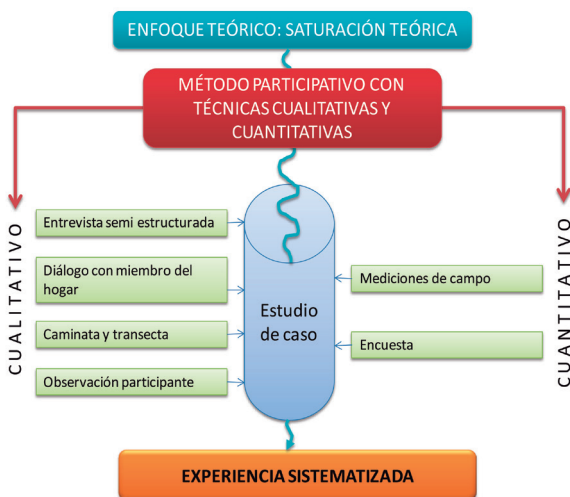 ENFOQUE TEÓRICO: SATURACIÓN TEÓRICA
MÉTODO PARTICIPATIVO CON
TÉCNICAS CUALITATIVAS Y
CUANTITATIVAS
CUALITATIVO
Entrevista semi estructurada
Diálogo con miembro del
hogar
Caminata y transecta
Observación participante
Estudio
de caso
Mediciones de campo
Encuesta
CUANTITATIVO
EXPERIENCIA SISTEMATIZADA